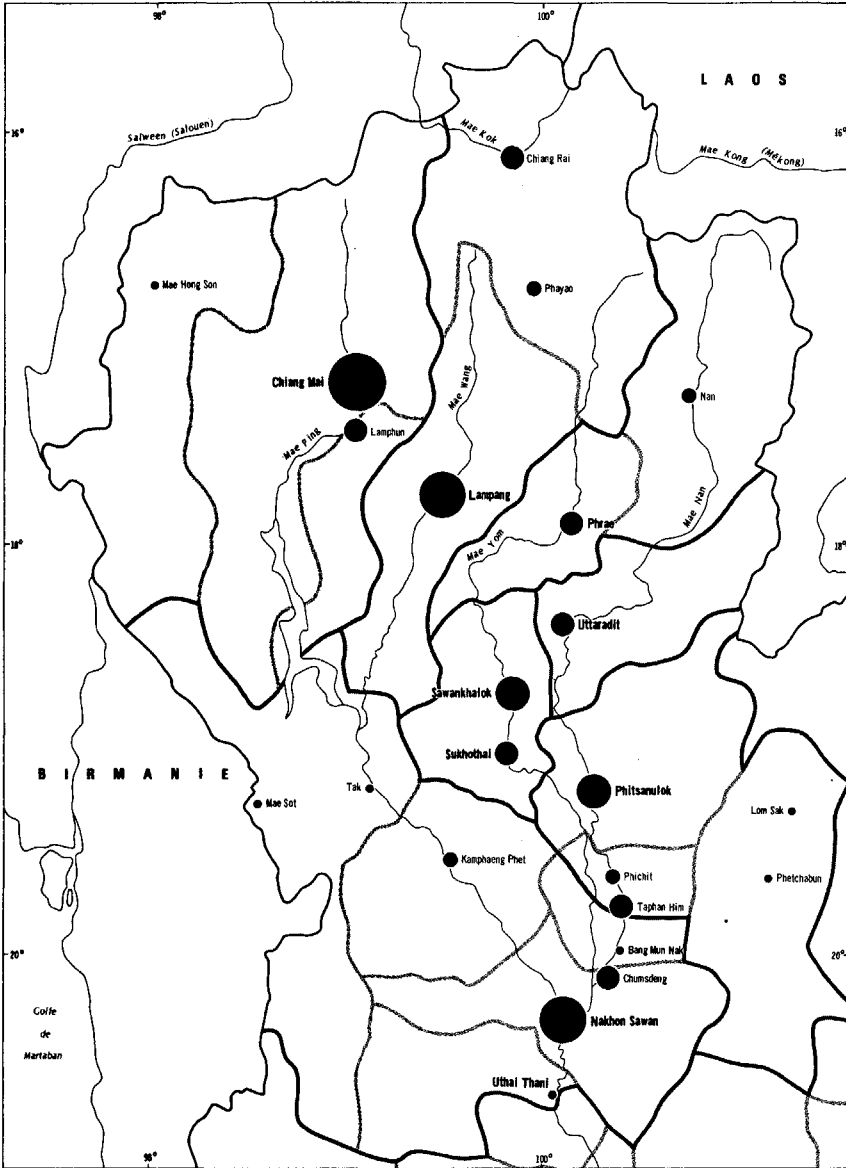 98°
100°
LAOS
Salween (Salouen)
16°
16°
Mae Kok
Mae Kong (Mékong)
Chiang Rai
Mae Hong Son
Phayao
Chiang Mai
Mae Wang
Nan
Mae Ping
Lamphun
Lampang
Mae Nan
Phrae
Mae Yom
18°
18°
Uttaradit
Sawankhalok
Sukhothai
BIRMANIE
Tak
Phitsanulok
Mae Sot
Lom Sak
Kamphaeng Phet
Phichit
Phetchabun
Taphan Him
Bang Mun Nak
20°
20°
Chumsdeng
Golfe
de
Martaban
Nakhon Sawan
Uthai Thani
98°
100°